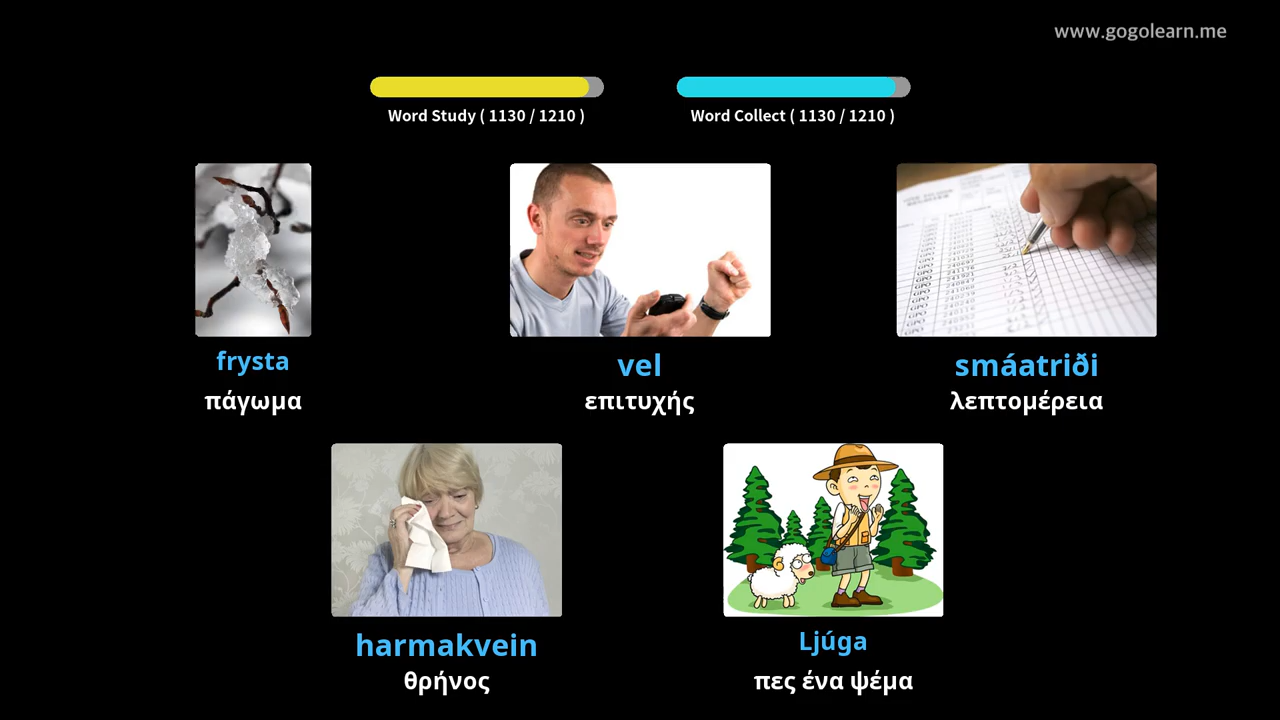 www.gogolearn.me
Word Study ( 1130 / 1210 )
Word Collect ( 1130 / 1210 )
frysta
πάγωμα
vel
επιτυχής
smáatriði
λεπτομέρεια
harmakvein
θρήνος
Ljúga
πες ένα ψέμα